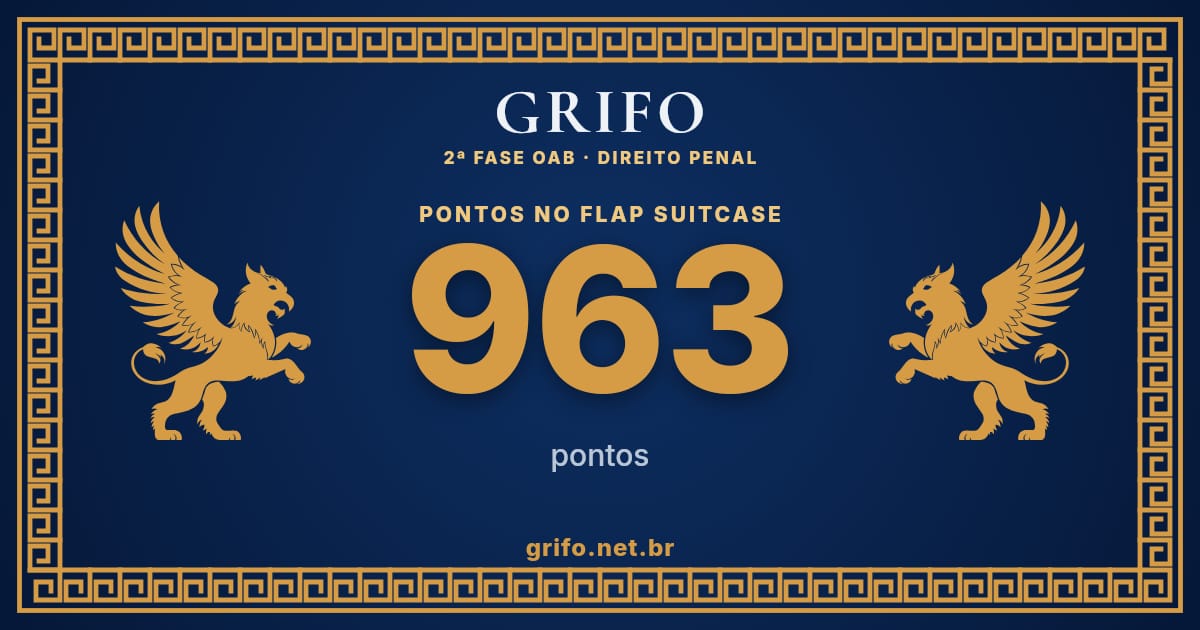 GRIFO
2ª FASE OAB · DIREITO PENAL
PONTOS NO FLAP SUITCASE
963
pontos
grifo.net.br